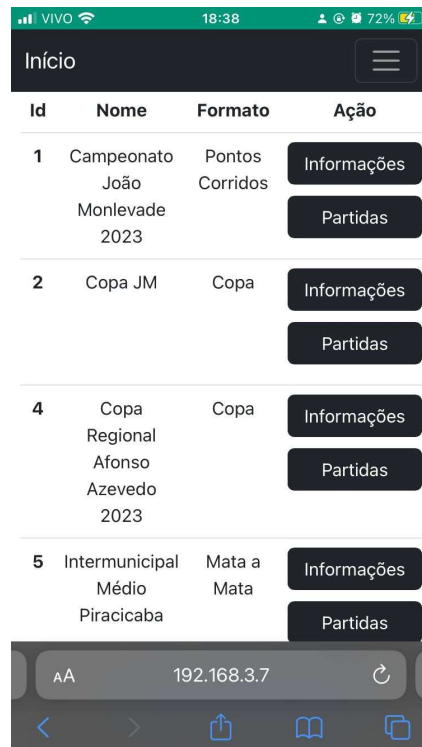 VIVO 18:38 72%
Início
Id Nome Formato Ação
1 Campeonato Pontos Informações
João Corridos
Monlevade Partidas
2023
2 Copa JM Copa Informações
Partidas
4 Copa Copa Informações
Regional
Afonso Partidas
Azevedo
2023
5 Intermunicipal Mata a Informações
Médio Mata
Piracicaba Partidas
AA 192.168.3.7